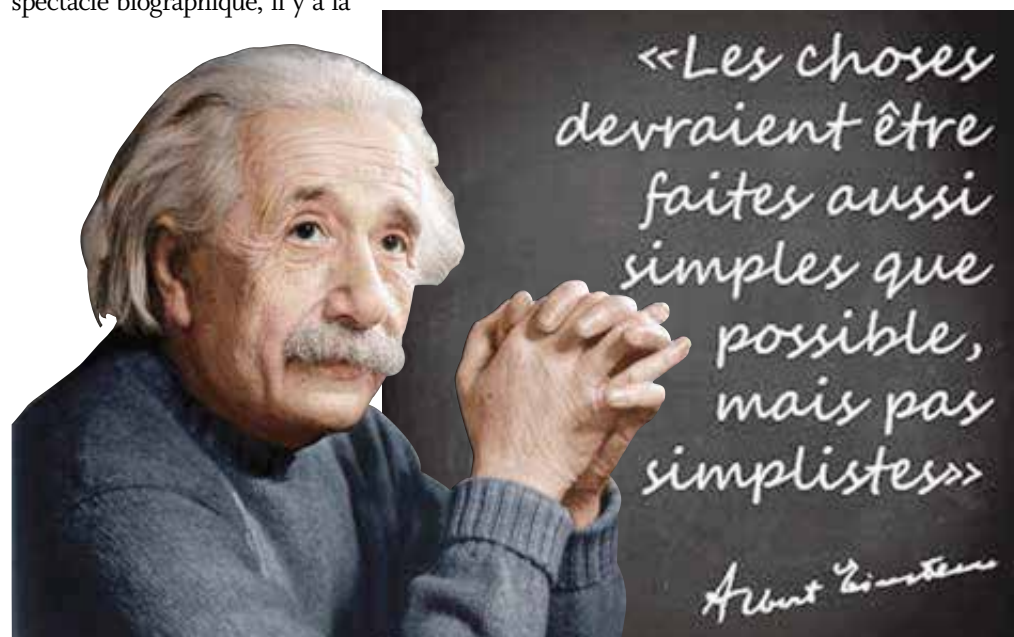 spectacle biographique, il y a la
«Les choses
devraient être
faites aussi
simples que
possible,
mais pas
simplistes»
Albert Einstein